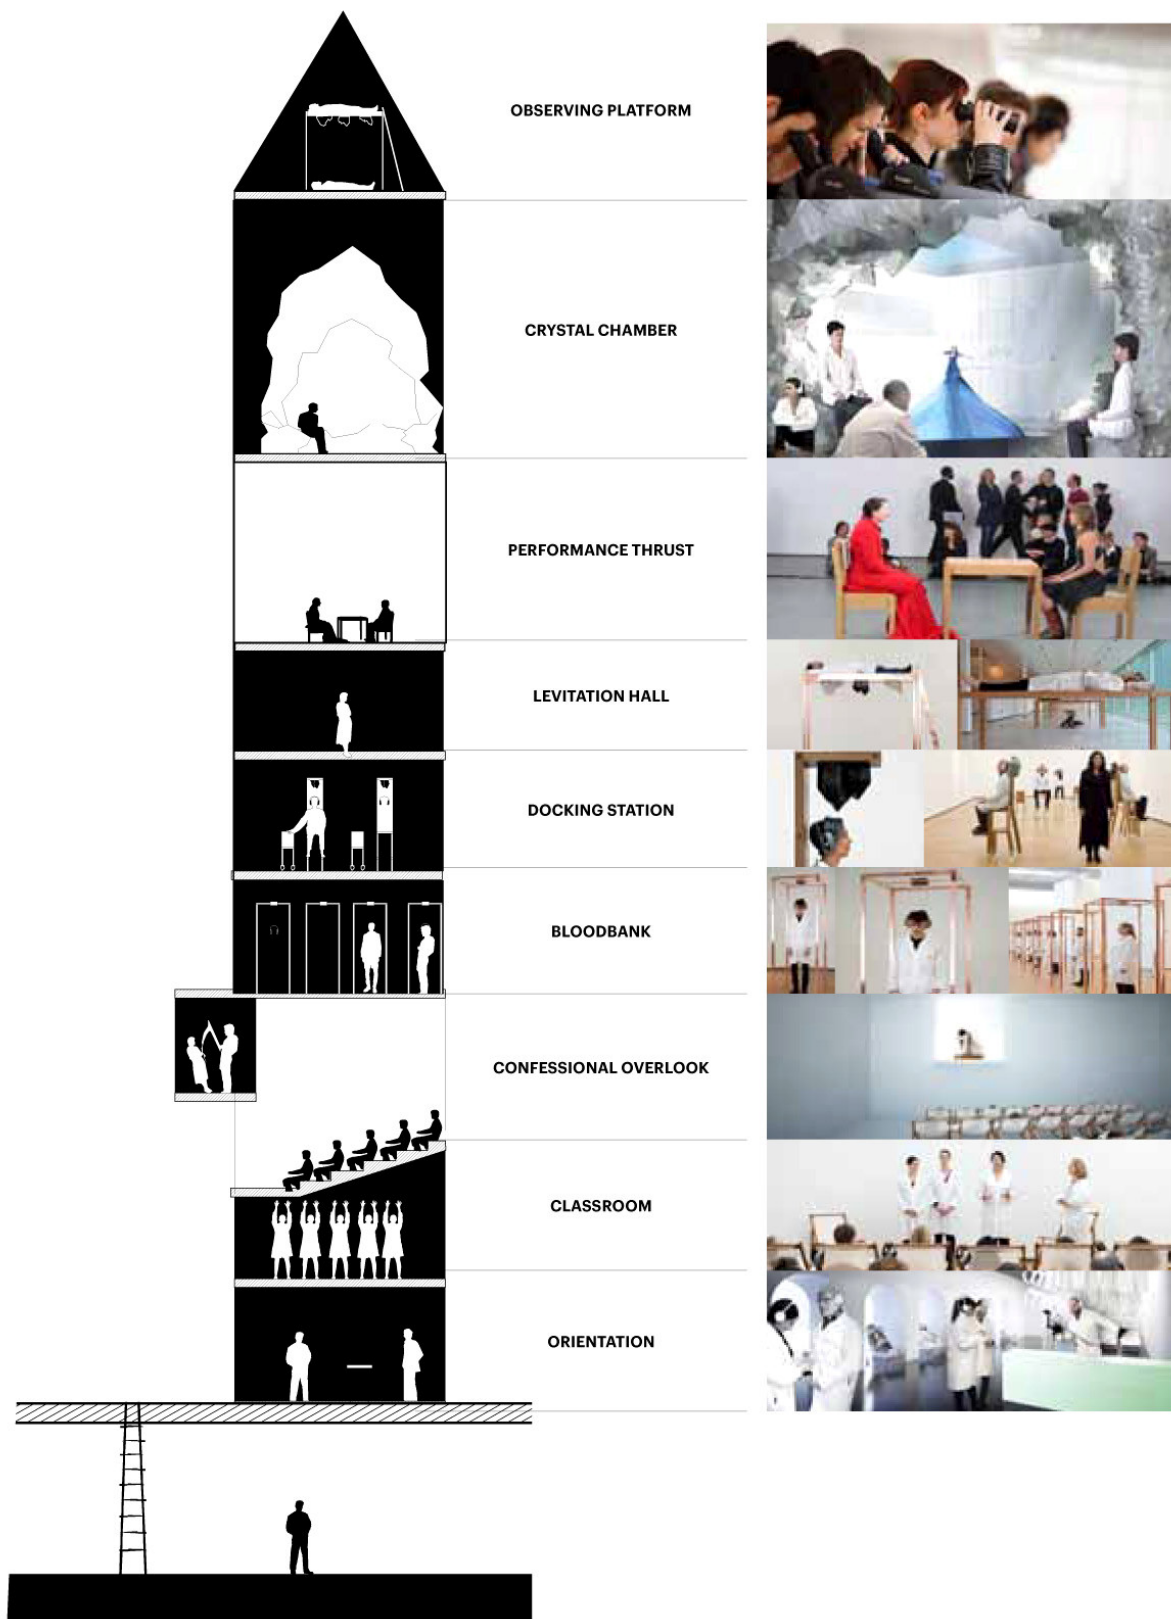 OBSERVING PLATFORM
CRYSTAL CHAMBER
PERFORMANCE THRUST
LEVITATION HALL
DOCKING STATION
BLOODBANK
CONFESSIONAL OVERLOOK
CLASSROOM
ORIENTATION